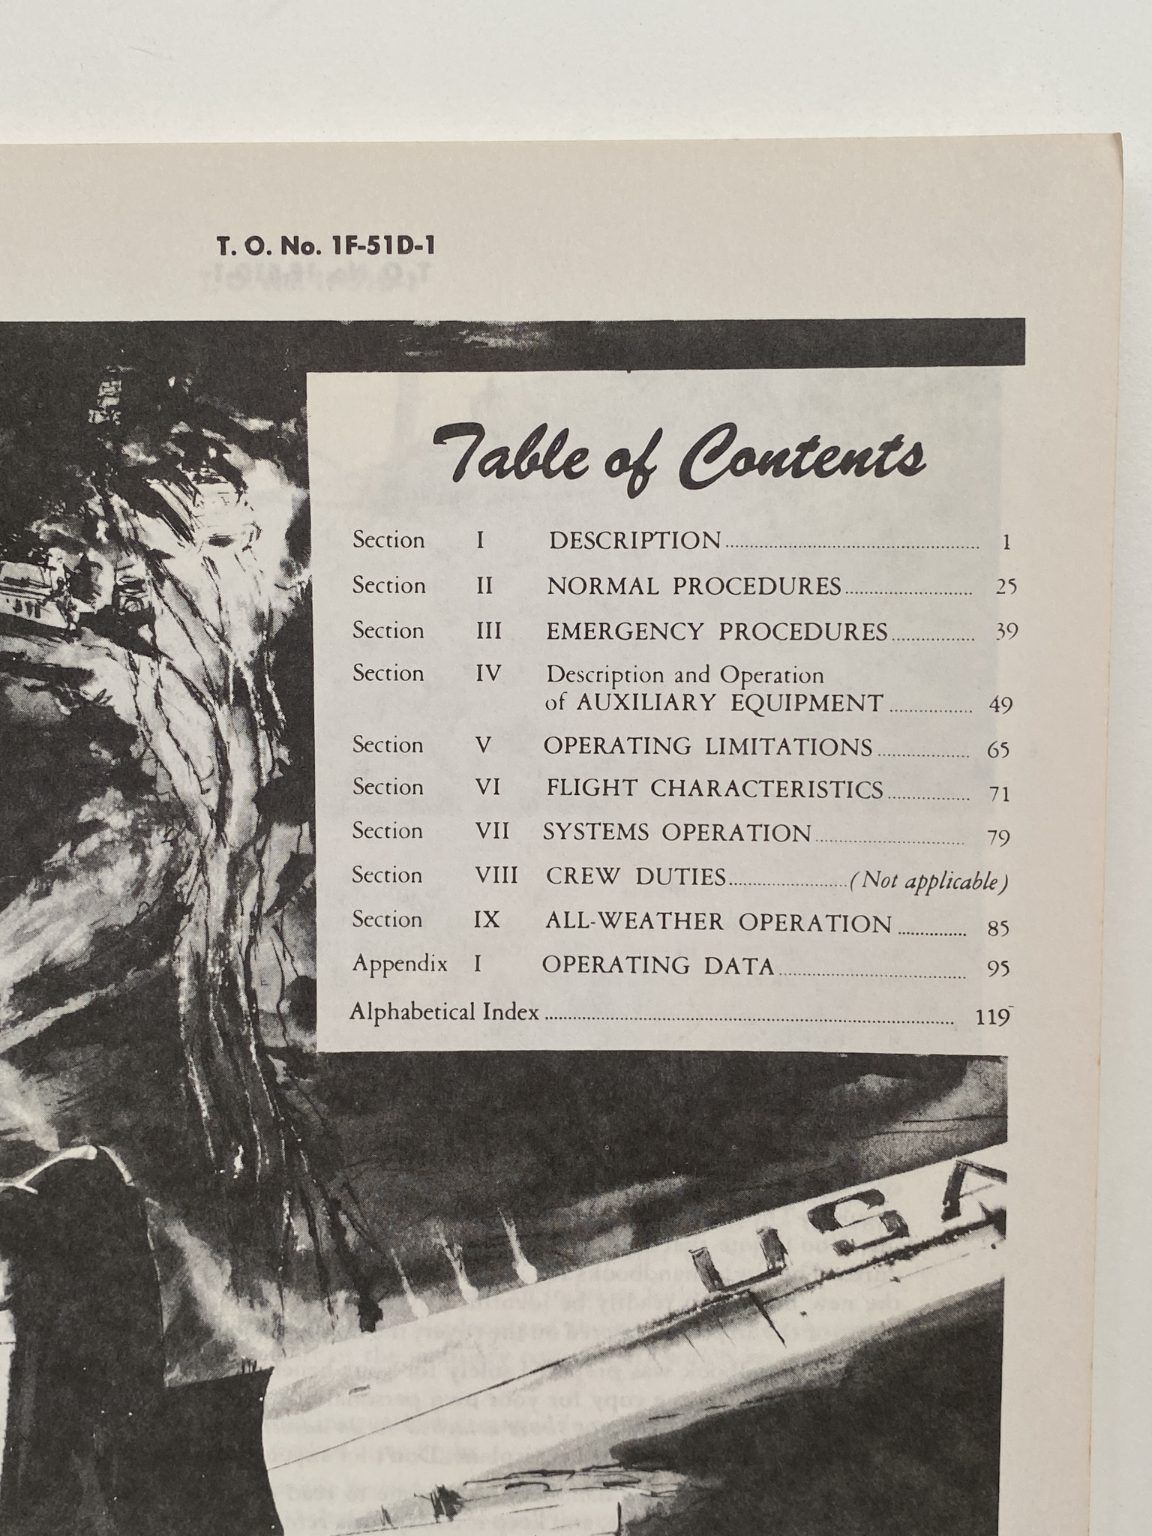 T. O. No. 1F-51D-1
Table of Contents
Section I DESCRIPTION........................................ 1
Section II NORMAL PROCEDURES........................ 25
Section III EMERGENCY PROCEDURES................ 39
Section IV Description and Operation
of AUXILIARY EQUIPMENT................ 49
Section V OPERATING LIMITATIONS................ 65
Section VI FLIGHT CHARACTERISTICS................ 71
Section VII SYSTEMS OPERATION........................ 79
Section VIII CREW DUTIES........................(Not applicable)
Section IX ALL-WEATHER OPERATION............ 85
Appendix I OPERATING DATA................................ 95
Alphabetical Index................................................ 119
USA